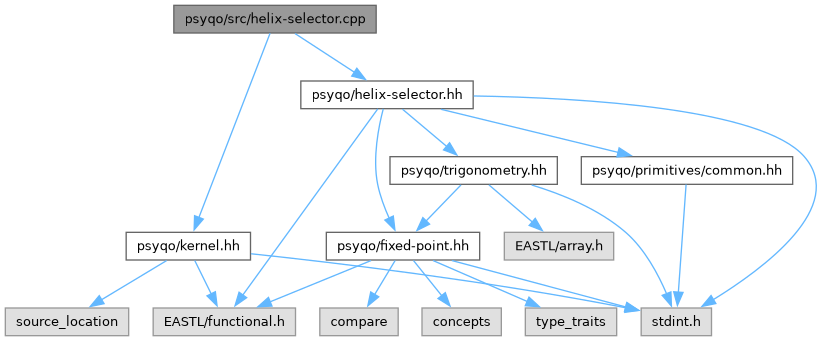 psyqo/src/helix-selector.cpp
psyqo/helix-selector.hh
psyqo/trigonometry.hh
psyqo/primitives/common.hh
psyqo/kernel.hh
psyqo/fixed-point.hh
EASTL/array.h
source_location
EASTL/functional.h
compare
concepts
type_traits
stdint.h